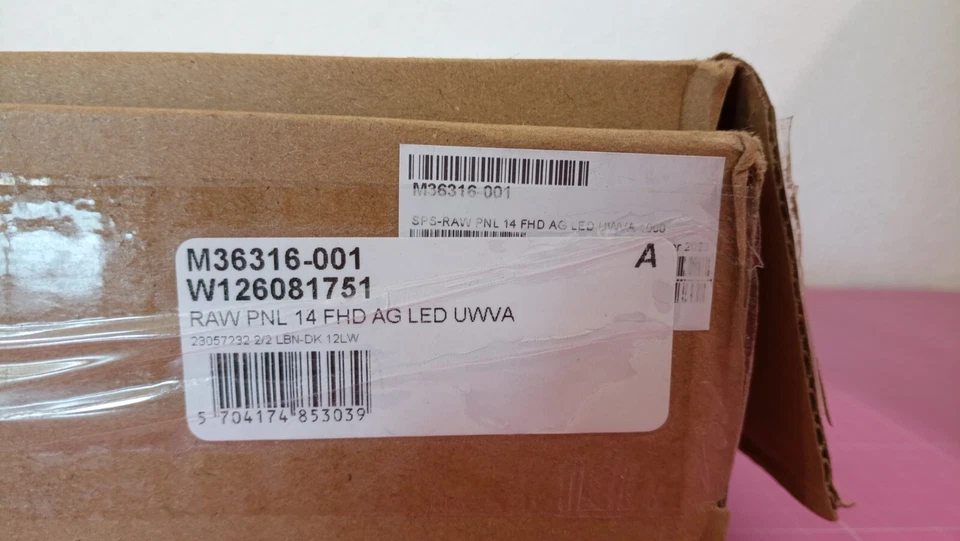 M36316-001
SPS-RAW PNL 14 FHD AG LED UWVA 1000
M36316-001
A
W126081751
RAW PNL 14 FHD AG LED UWVA
23057232 2/2 LBN-DK 12LW
5 704174 853039